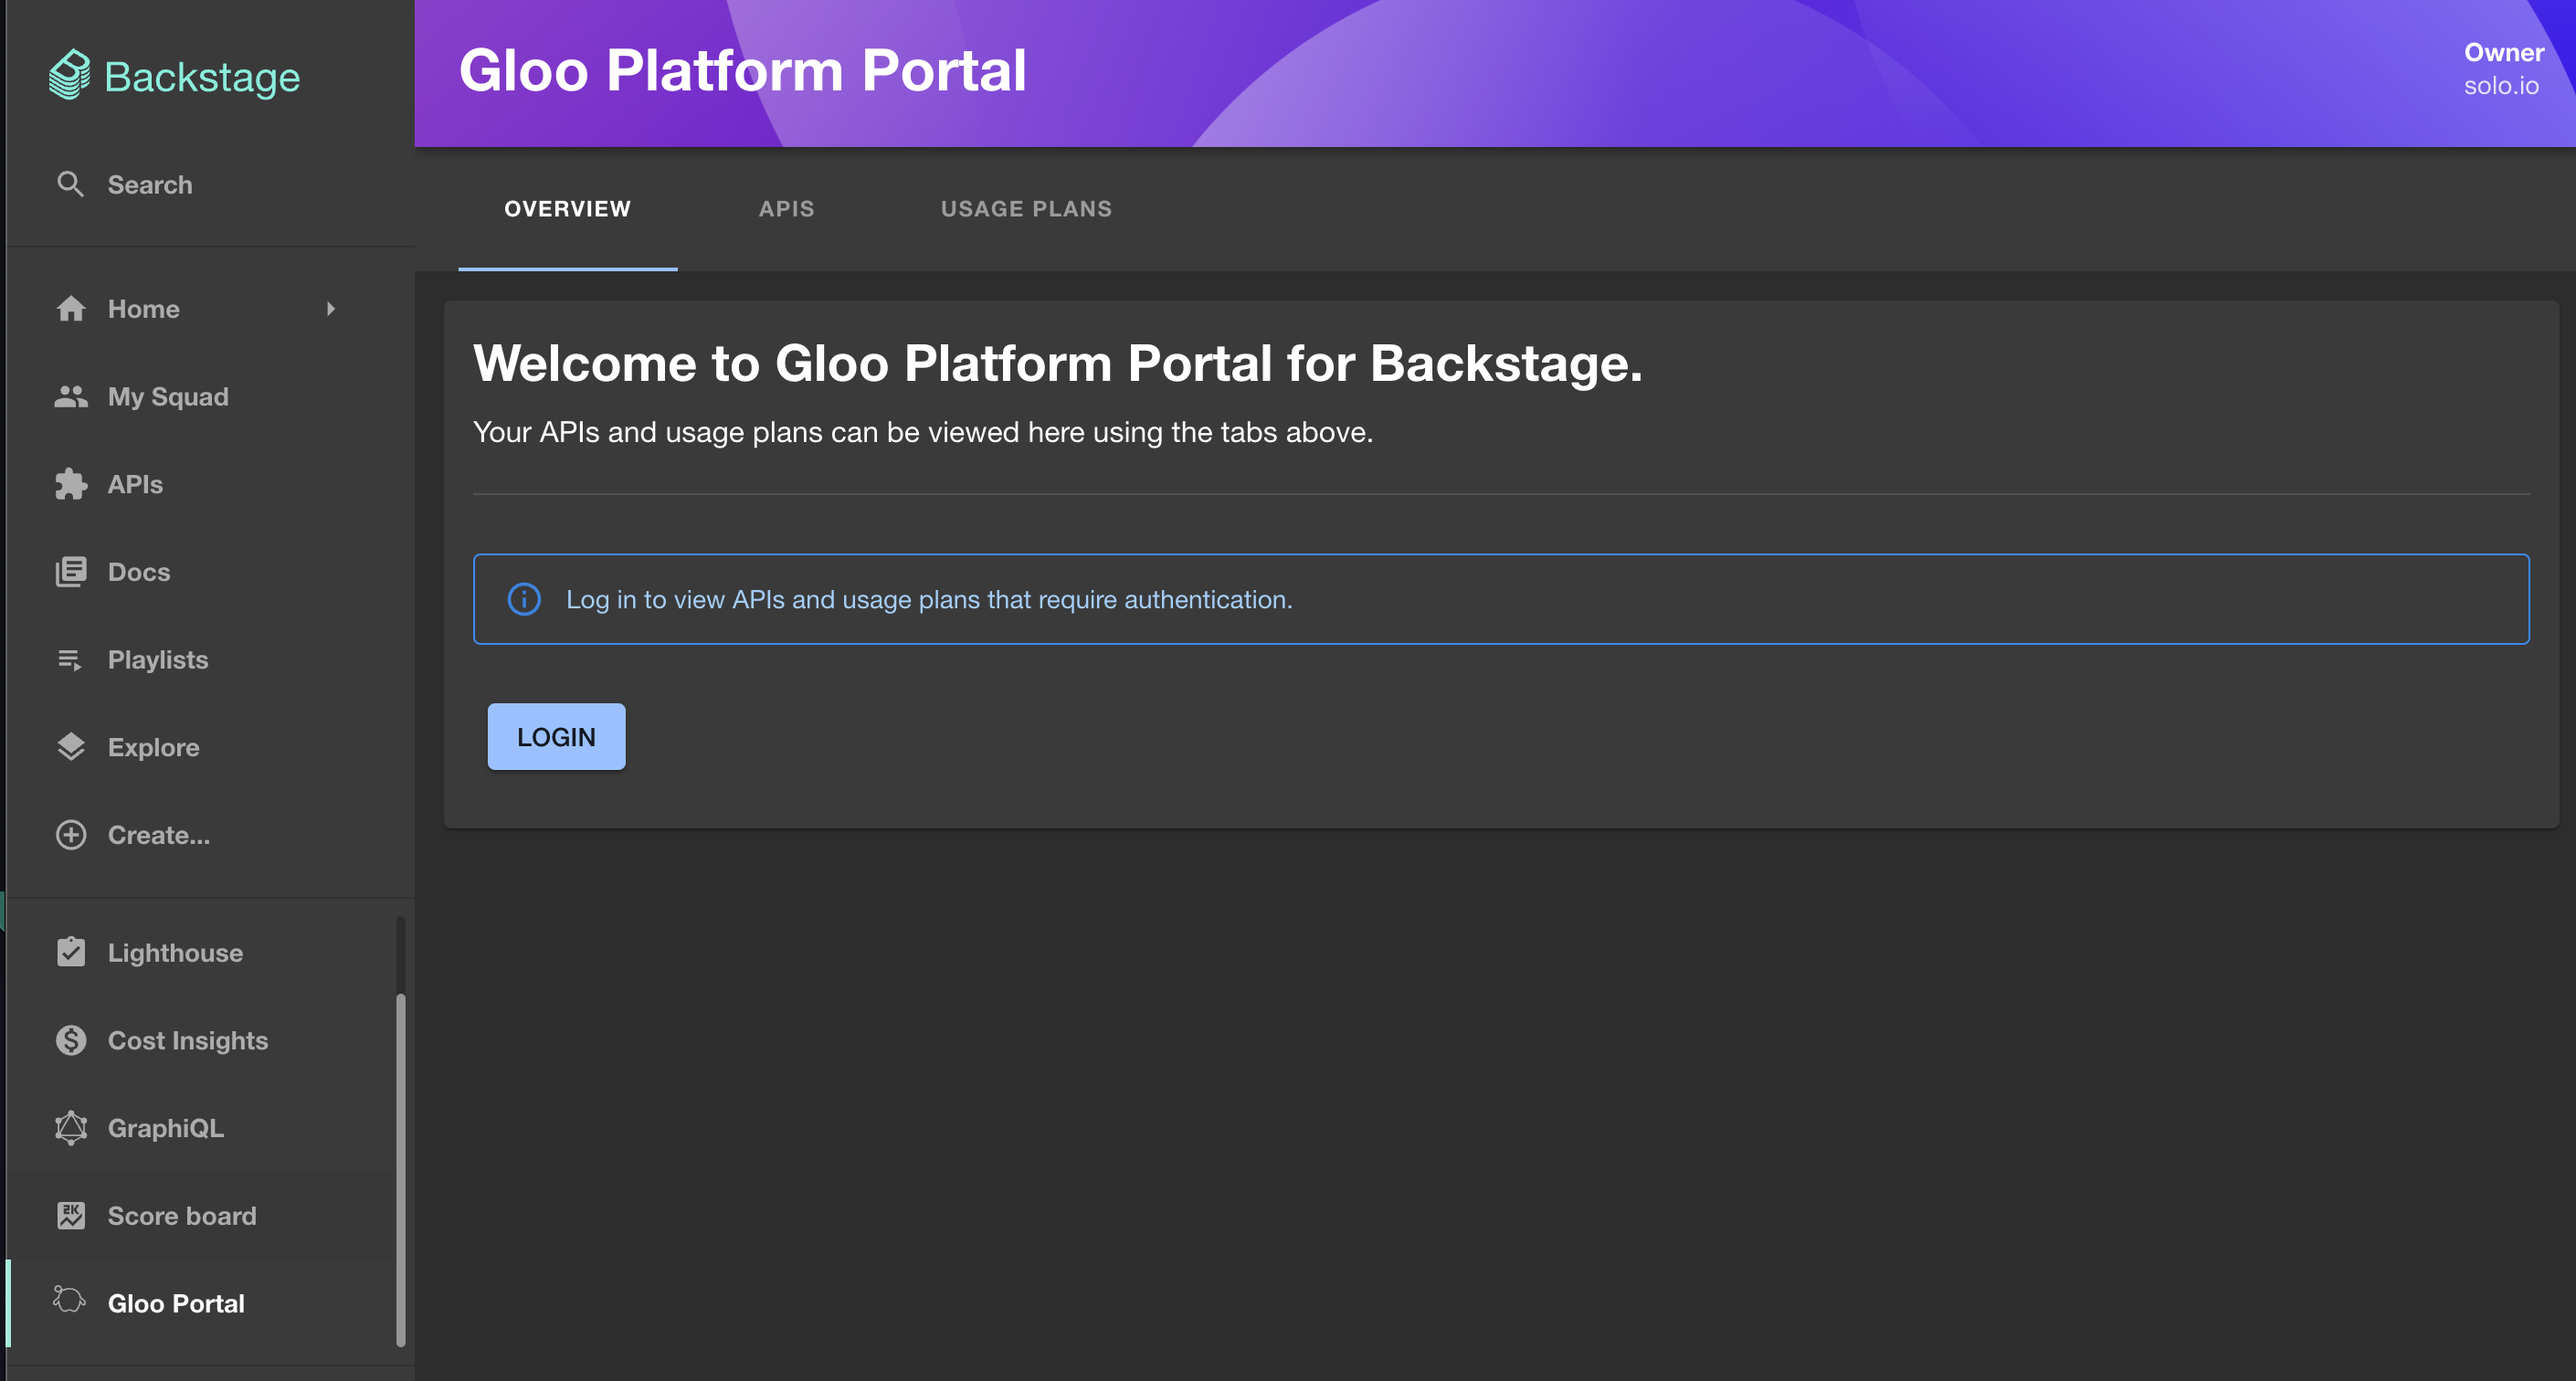 Backstage
Search
Home
My Squad
APIs
Docs
Playlists
Explore
Create...
Lighthouse
Cost Insights
GraphiQL
2K
Score board
Gloo Portal
Gloo Platform Portal
Owner
solo.io
OVERVIEW
APIS
USAGE PLANS
Welcome to Gloo Platform Portal for Backstage.
Your APIs and usage plans can be viewed here using the tabs above.
Log in to view APIs and usage plans that require authentication.
LOGIN